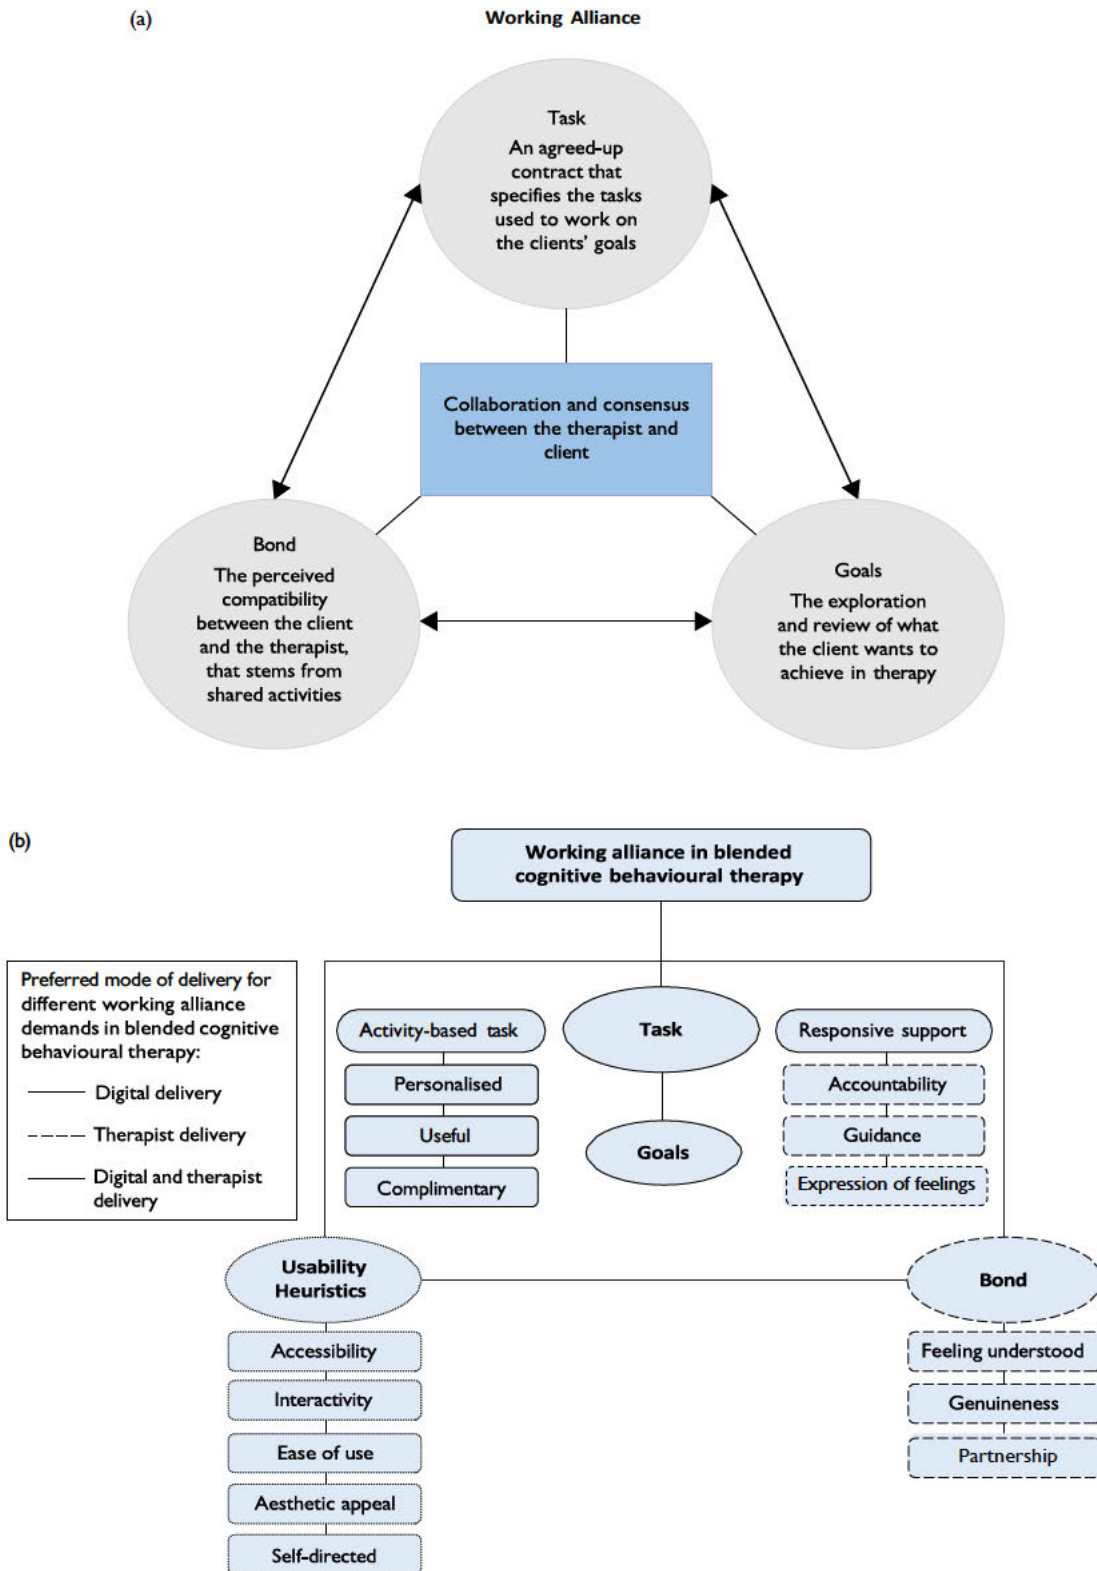 (a)
Working Alliance
Task
An agreed-up
contract that
specifies the tasks
used to work on
the clients' goals
Collaboration and consensus
between the therapist and
client
Bond
The perceived
compatibility
between the client
and the therapist,
that stems from
shared activities
Goals
The exploration
and review of what
the client wants to
achieve in therapy
(b)
Working alliance in blended
cognitive behavioural therapy
Preferred mode of delivery for
different working alliance
demands in blended cognitive
behavioural therapy:
Digital delivery
Therapist delivery
Digital and therapist
delivery
Activity-based task
Personalised
Useful
Complimentary
Task
Goals
Responsive support
Accountability
Guidance
Expression of feelings
Usability
Heuristics
Accessibility
Interactivity
Ease of use
Aesthetic appeal
Self-directed
Bond
Feeling understood
Genuineness
Partnership